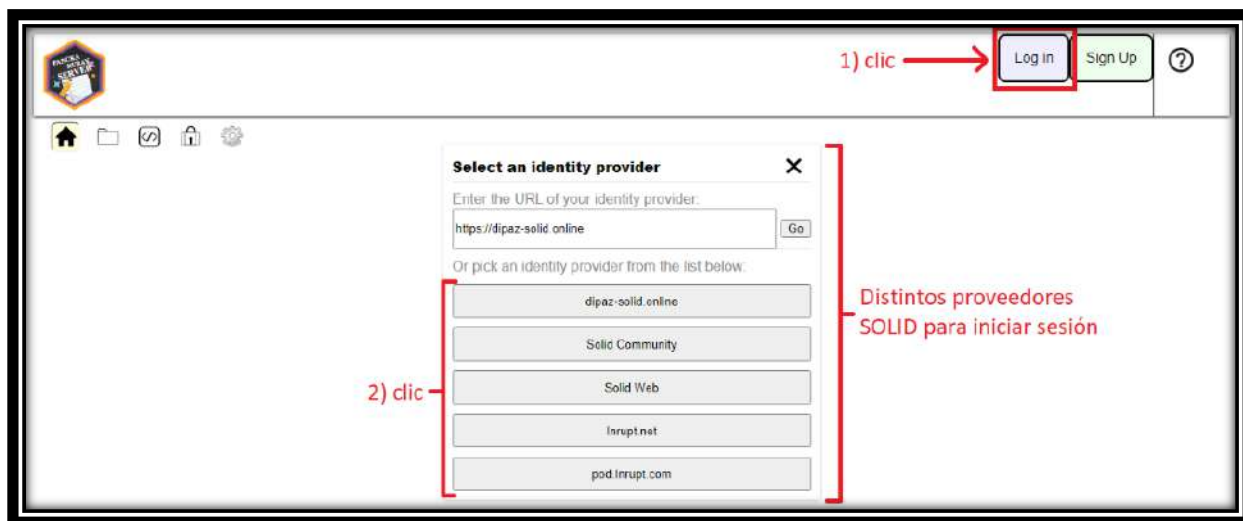 1) clic
Log in
Sign Up
SERVER
Select an identity provider
Enter the URL of your identity provider:
https://dipaz-solid.online
Go
Or pick an identity provider from the list below:
dipaz-solid.online
Solid Community
Solid Web
Inrupt.net
pod.Inrupt.com
2) clic
Distintos proveedores
SOLID para iniciar sesión